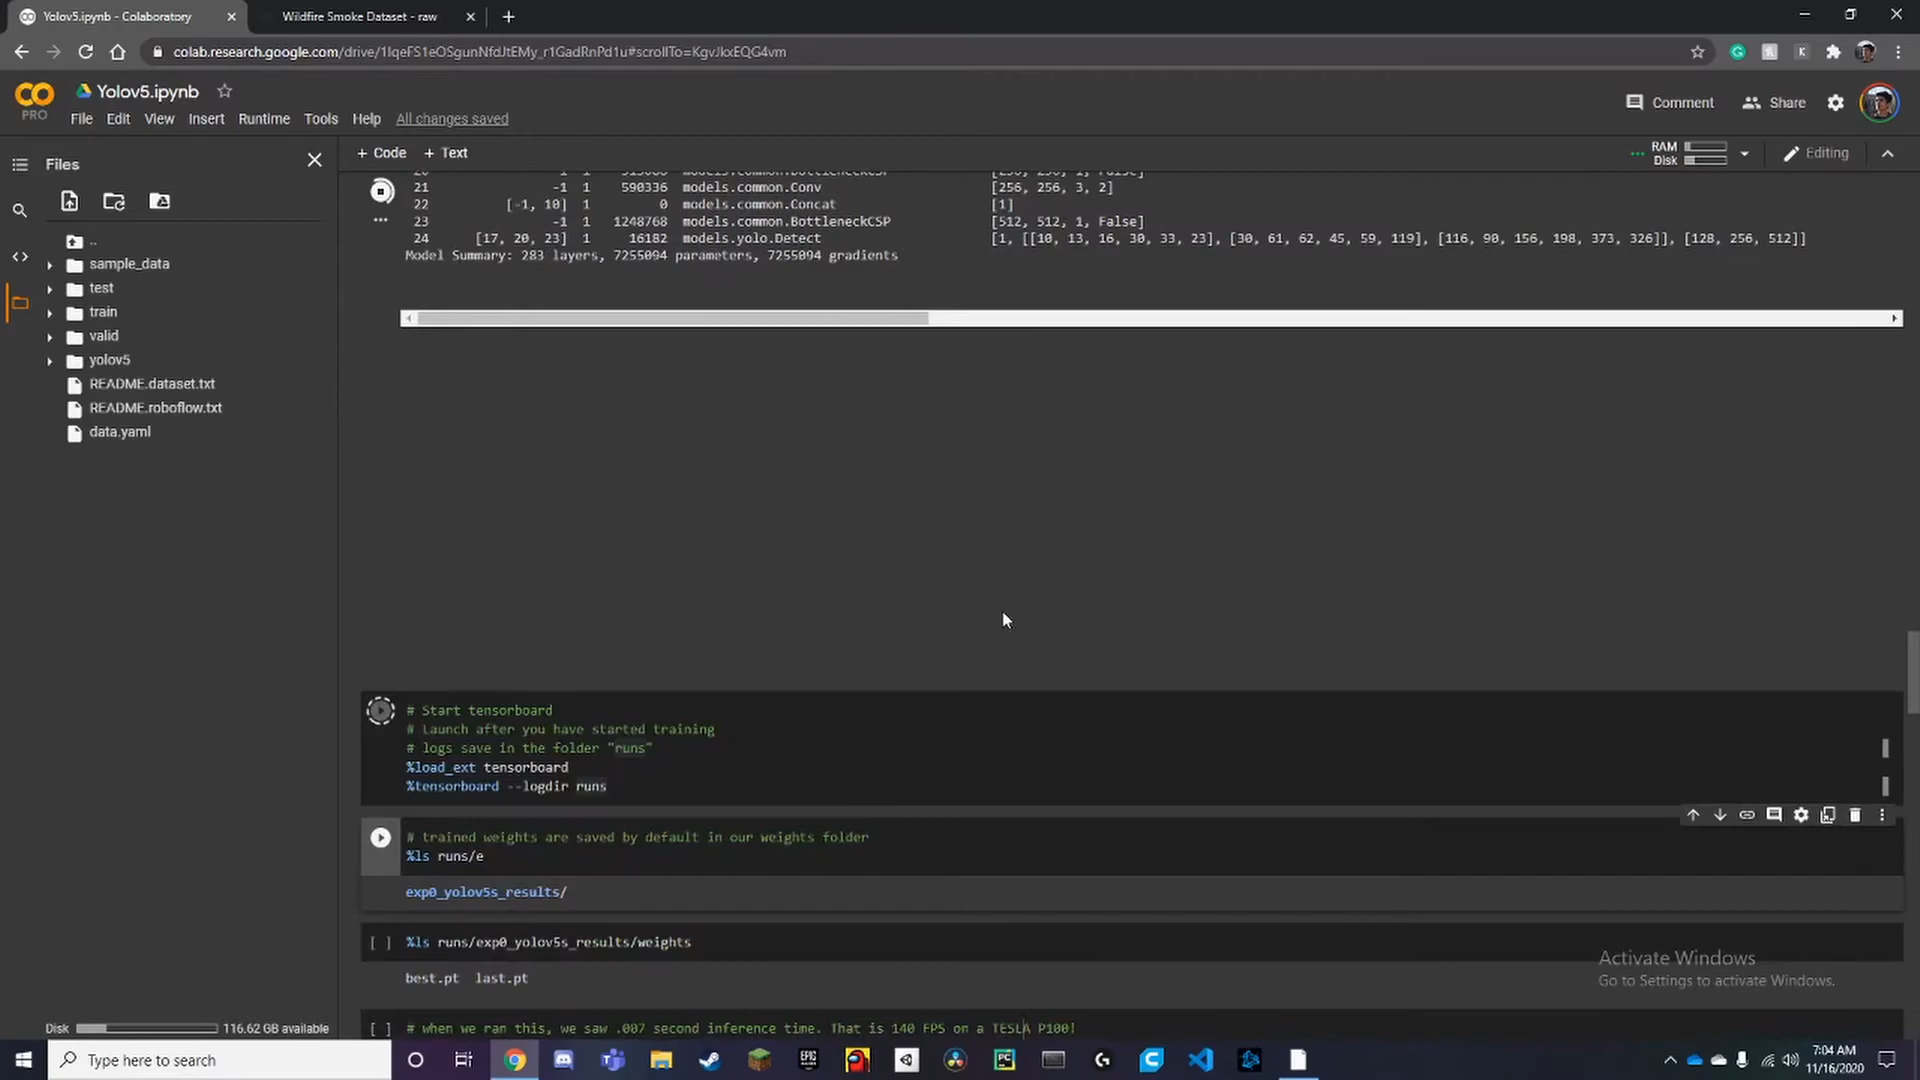 Yolov5.ipynb - Colaboratory
Wildfire Smoke Dataset - raw
colab.research.google.com/drive/1IqeFS1eOSgunNfdJtEMy_r1GadRnPd1u#scrollTo=KgvJkxEQG4vm
CO PRO
Yolov5.ipynb
File Edit View Insert Runtime Tools Help All changes saved
Comment Share
Files
+ Code + Text
RAM
Disk
Editing
21 -1 1 590336 models.common.Conv [256, 256, 3, 2]
22 [-1, 10] 1 0 models.common.Concat [1]
23 -1 1 1248768 models.common.BottleneckCSP [512, 512, 1, False]
24 [17, 20, 23] 1 16182 models.yolo.Detect [1, [[10, 13, 16, 30, 33, 23], [30, 61, 62, 45, 59, 119], [116, 90, 156, 198, 373, 326]], [128, 256, 512]]
Model Summary: 283 layers, 7255094 parameters, 7255094 gradients
..
sample_data
test
train
valid
yolov5
README.dataset.txt
README.roboflow.txt
data.yaml
# Start tensorboard
# Launch after you have started training
# logs save in the folder "runs"
%load_ext tensorboard
%tensorboard --logdir runs
# trained weights are saved by default in our weights folder
%ls runs/e
exp0_yolov5s_results/
[ ] %ls runs/exp0_yolov5s_results/weights
best.pt last.pt
[ ] # when we ran this, we saw .007 second inference time. That is 140 FPS on a TESLA P100!
Activate Windows
Go to Settings to activate Windows.
Disk 116.62 GB available
Type here to search
7:04 AM
11/16/2020